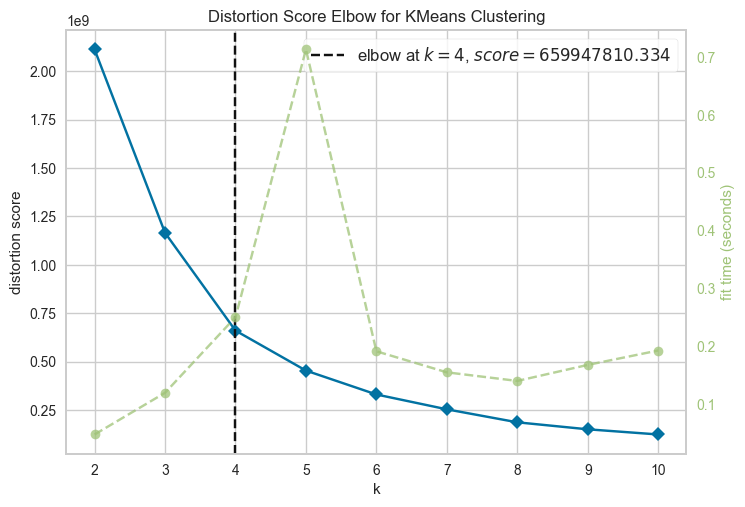 Distortion Score Elbow for KMeans Clustering
1e9
elbow at k = 4, score = 659947810.334
distortion score
2.00
1.75
1.50
1.25
1.00
0.75
0.50
0.25
0.7
0.6
0.5
0.4
0.3
0.2
0.1
fit time (seconds)
2 3 4 5 6 7 8 9 10
k